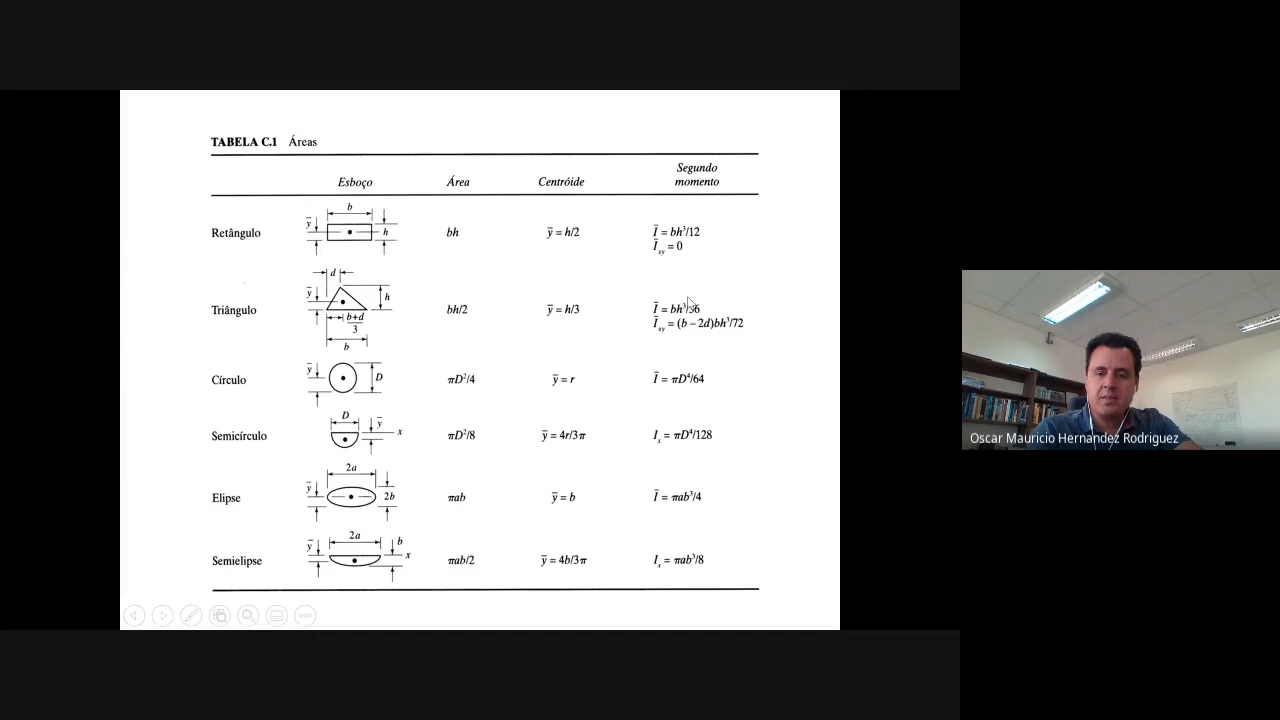 TABELA C.1 Áreas
Segundo
Esboço Área Centróide momento
Retângulo b ȳ h bh ȳ = h/2 Ī = bh³/12
Īxy = 0
Triângulo d ȳ h bh/2 ȳ = h/3 Ī = bh³/36
b+d
3
b
Īxy = (b – 2d)bh³/72
Círculo ȳ D πD²/4 ȳ = r Ī = πD⁴/64
Semicírculo D ȳ x πD²/8 ȳ = 4r/3π Ix = πD⁴/128
Elipse 2a ȳ 2b πab ȳ = b Ī = πab³/4
Semielipse 2a ȳ b x πab/2 ȳ = 4b/3π Ix = πab³/8
Oscar Mauricio Hernandez Rodriguez